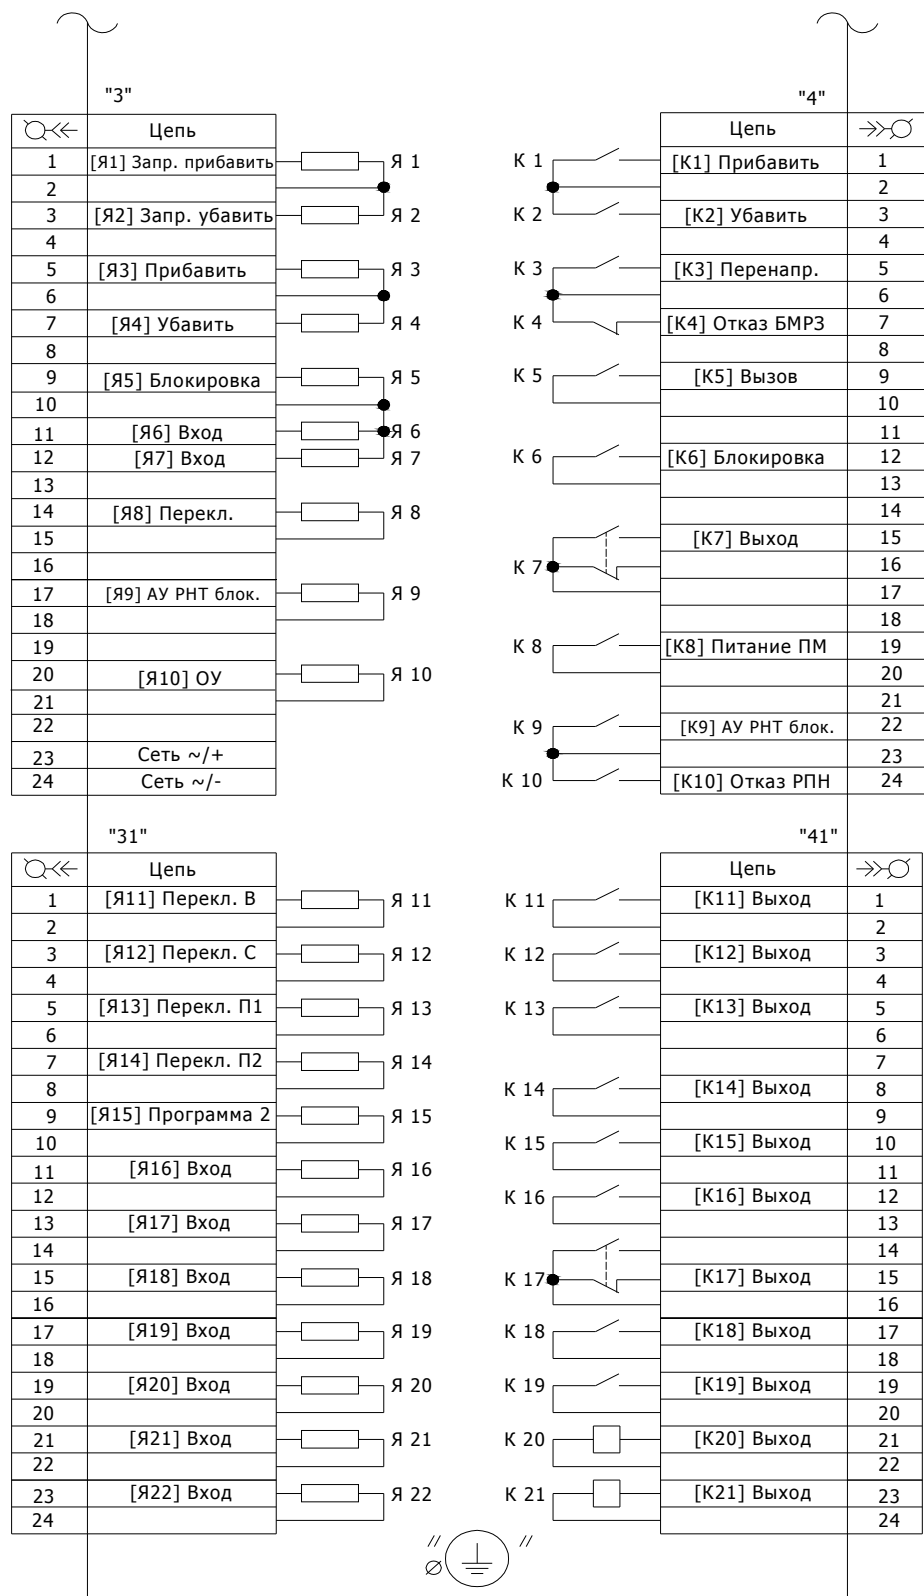 "3"
Цепь
1 [Я1] Запр. прибавить Я 1
2
3 [Я2] Запр. убавить Я 2
4
5 [Я3] Прибавить Я 3
6
7 [Я4] Убавить Я 4
8
9 [Я5] Блокировка Я 5
10
11 [Я6] Вход Я 6
12 [Я7] Вход Я 7
13
14 [Я8] Перекл. Я 8
15
16
17 [Я9] АУ РНТ блок. Я 9
18
19
20 [Я10] ОУ Я 10
21
22
23 Сеть ~/+
24 Сеть ~/-
"4"
Цепь
К 1 [К1] Прибавить 1
2
К 2 [К2] Убавить 3
4
К 3 [К3] Перенапр. 5
6
К 4 [К4] Отказ БМРЗ 7
8
К 5 [К5] Вызов 9
10
11
К 6 [К6] Блокировка 12
13
14
[К7] Выход 15
К 7 16
17
18
К 8 [К8] Питание ПМ 19
20
21
К 9 [К9] АУ РНТ блок. 22
23
К 10 [К10] Отказ РПН 24
"31"
Цепь
1 [Я11] Перекл. В Я 11
2
3 [Я12] Перекл. С Я 12
4
5 [Я13] Перекл. П1 Я 13
6
7 [Я14] Перекл. П2 Я 14
8
9 [Я15] Программа 2 Я 15
10
11 [Я16] Вход Я 16
12
13 [Я17] Вход Я 17
14
15 [Я18] Вход Я 18
16
17 [Я19] Вход Я 19
18
19 [Я20] Вход Я 20
20
21 [Я21] Вход Я 21
22
23 [Я22] Вход Я 22
24
"41"
Цепь
К 11 [К11] Выход 1
2
К 12 [К12] Выход 3
4
К 13 [К13] Выход 5
6
7
К 14 [К14] Выход 8
9
К 15 [К15] Выход 10
11
К 16 [К16] Выход 12
13
14
К 17 [К17] Выход 15
16
К 18 [К18] Выход 17
18
К 19 [К19] Выход 19
20
К 20 [К20] Выход 21
22
К 21 [К21] Выход 23
24